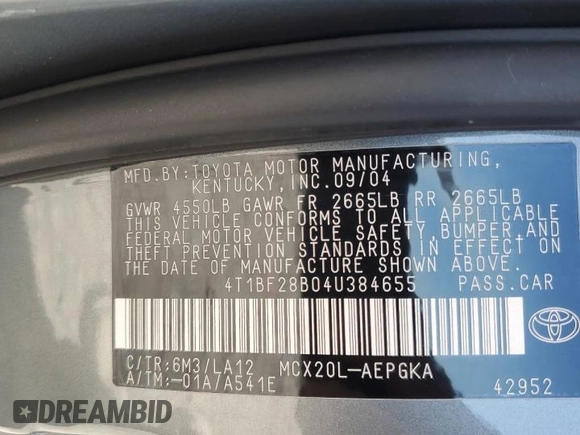 MFD.BY:TOYOTA MOTOR MANUFACTURING,
KENTUCKY,INC.09/04
GVWR 4550LB GAWR FR 2665LB RR 2665LB
THIS VEHICLE CONFORMS TO ALL APPLICABLE
FEDERAL MOTOR VEHICLE SAFETY,BUMPER,AND
THEFT PREVENTION STANDARDS IN EFFECT ON
THE DATE OF MANUFACTURE SHOWN ABOVE.
4T1BF28B04U384655 PASS.CAR
C/TR:6M3/LA12 MCX20L-AEPGKA
A/TM:-01A/A541E 42952
DREAMBID